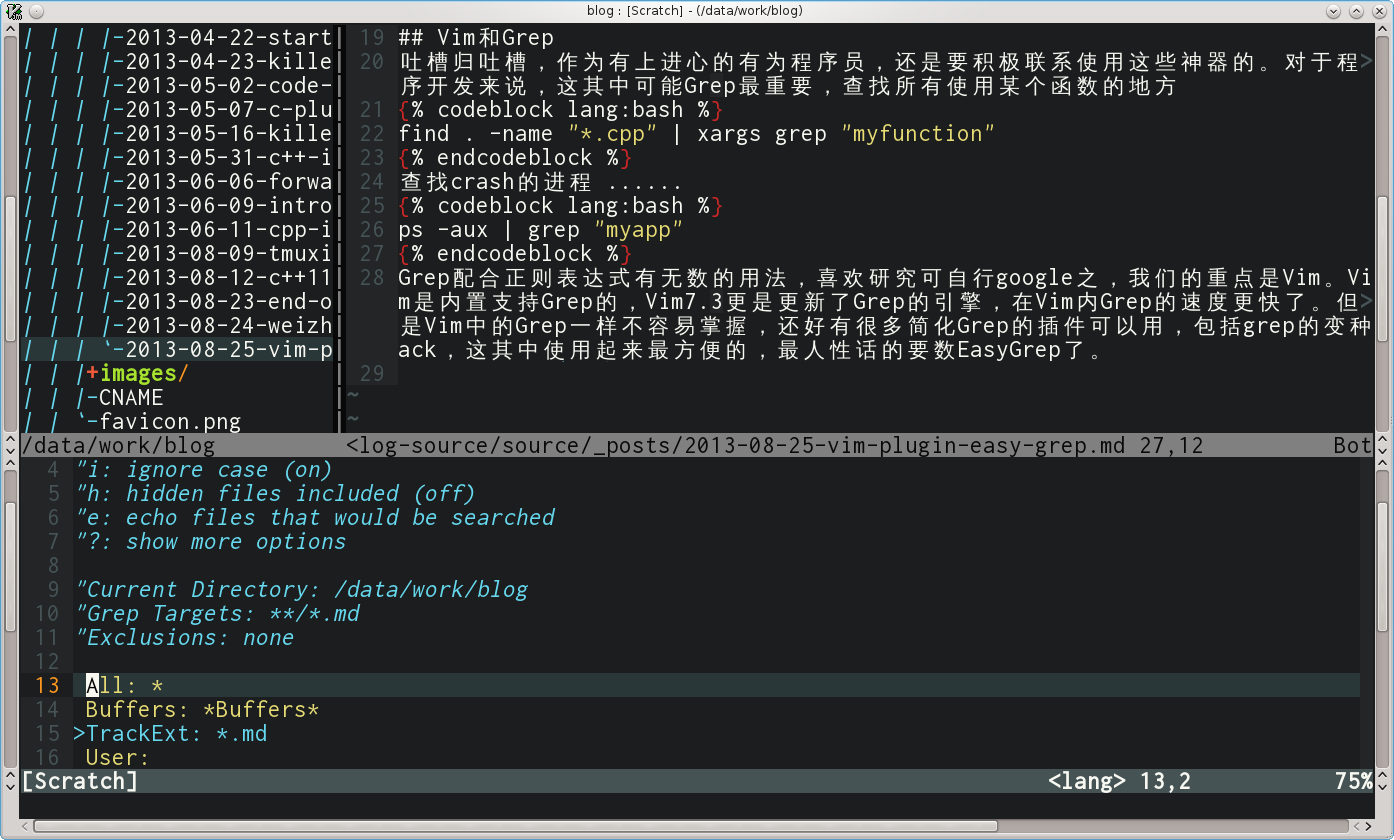 blog : [Scratch] - (/data/work/blog)
| | | |-2013-04-22-start
| | | |-2013-04-23-kille
| | | |-2013-05-02-code-
| | | |-2013-05-07-c-plu
| | | |-2013-05-16-kille
| | | |-2013-05-31-c++-i
| | | |-2013-06-06-forwa
| | | |-2013-06-09-intro
| | | |-2013-06-11-cpp-i
| | | |-2013-08-09-tmuxi
| | | |-2013-08-12-c++11
| | | |-2013-08-23-end-o
| | | |-2013-08-24-weizh
| | | `-2013-08-25-vim-p
| | |+images/
| | |-CNAME
| | `-favicon.png
/data/work/blog
19 ## Vim和Grep
20 吐槽归吐槽，作为有上进心的有为程序员，还是要积极联系使用这些神器的。对于程>
序开发来说，这其中可能Grep最重要，查找所有使用某个函数的地方
21 {% codeblock lang:bash %}
22 find . -name "*.cpp" | xargs grep "myfunction"
23 {% endcodeblock %}
24 查找crash的进程 ......
25 {% codeblock lang:bash %}
26 ps -aux | grep "myapp"
27 {% endcodeblock %}
28 Grep配合正则表达式有无数的用法，喜欢研究可自行google之，我们的重点是Vim。Vi
m是内置支持Grep的，Vim7.3更是更新了Grep的引擎，在Vim内Grep的速度更快了。但>
是Vim中的Grep一样不容易掌握，还好有很多简化Grep的插件可以用，包括grep的变种
ack，这其中使用起来最方便的，最人性话的要数EasyGrep了。
29
~
~
<log-source/source/_posts/2013-08-25-vim-plugin-easy-grep.md 27,12 Bot
4 "i: ignore case (on)
5 "h: hidden files included (off)
6 "e: echo files that would be searched
7 "?: show more options
8
9 "Current Directory: /data/work/blog
10 "Grep Targets: **/*.md
11 "Exclusions: none
12
13 All: *
14 Buffers: *Buffers*
15 >TrackExt: *.md
16 User:
[Scratch] <lang> 13,2 75%